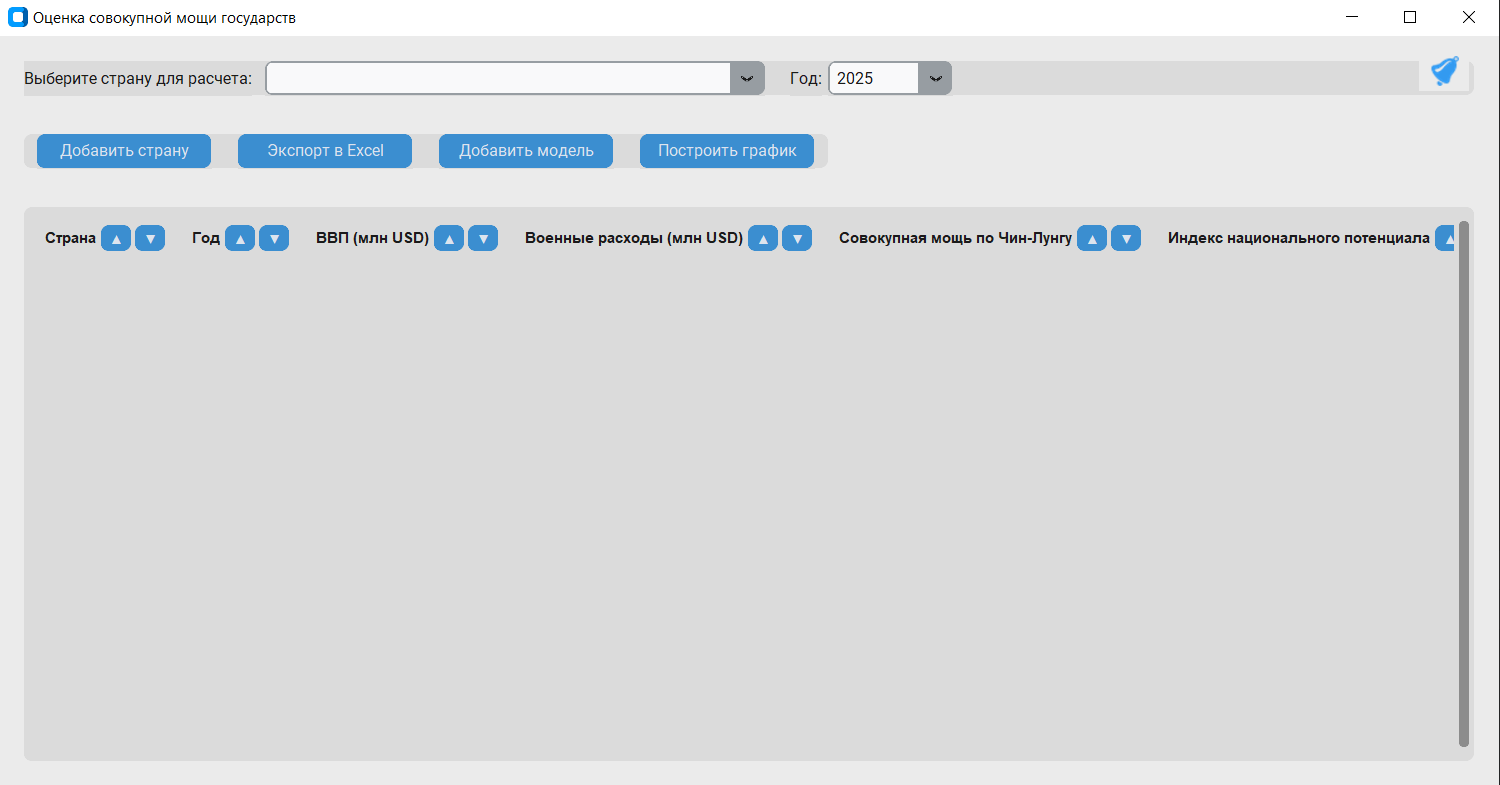 Оценка совокупной мощи государств
Выберите страну для расчета: Год: 2025
Добавить страну Экспорт в Excel Добавить модель Построить график
Страна ▲ ▼ Год ▲ ▼ ВВП (млн USD) ▲ ▼ Военные расходы (млн USD) ▲ ▼ Совокупная мощь по Чин-Лунгу ▲ ▼ Индекс национального потенциала ▲